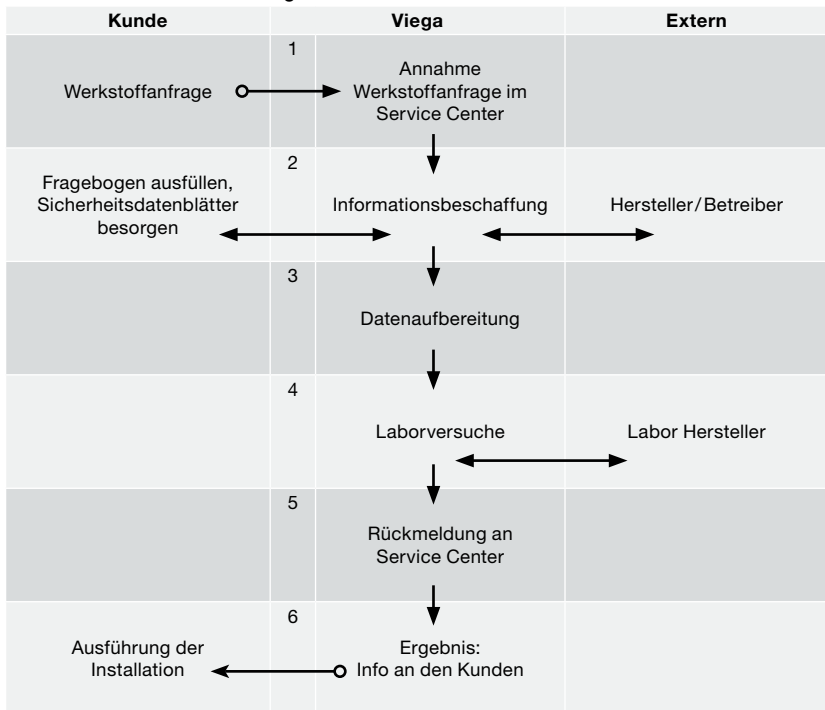 Kunde Viega Extern
1
Werkstoffanfrage
Annahme
Werkstoffanfrage im
Service Center
2
Fragebogen ausfüllen,
Sicherheitsdatenblätter
besorgen
Informationsbeschaffung
Hersteller/Betreiber
3
Datenaufbereitung
4
Laborversuche
Labor Hersteller
5
Rückmeldung an
Service Center
6
Ausführung der
Installation
Ergebnis:
Info an den Kunden